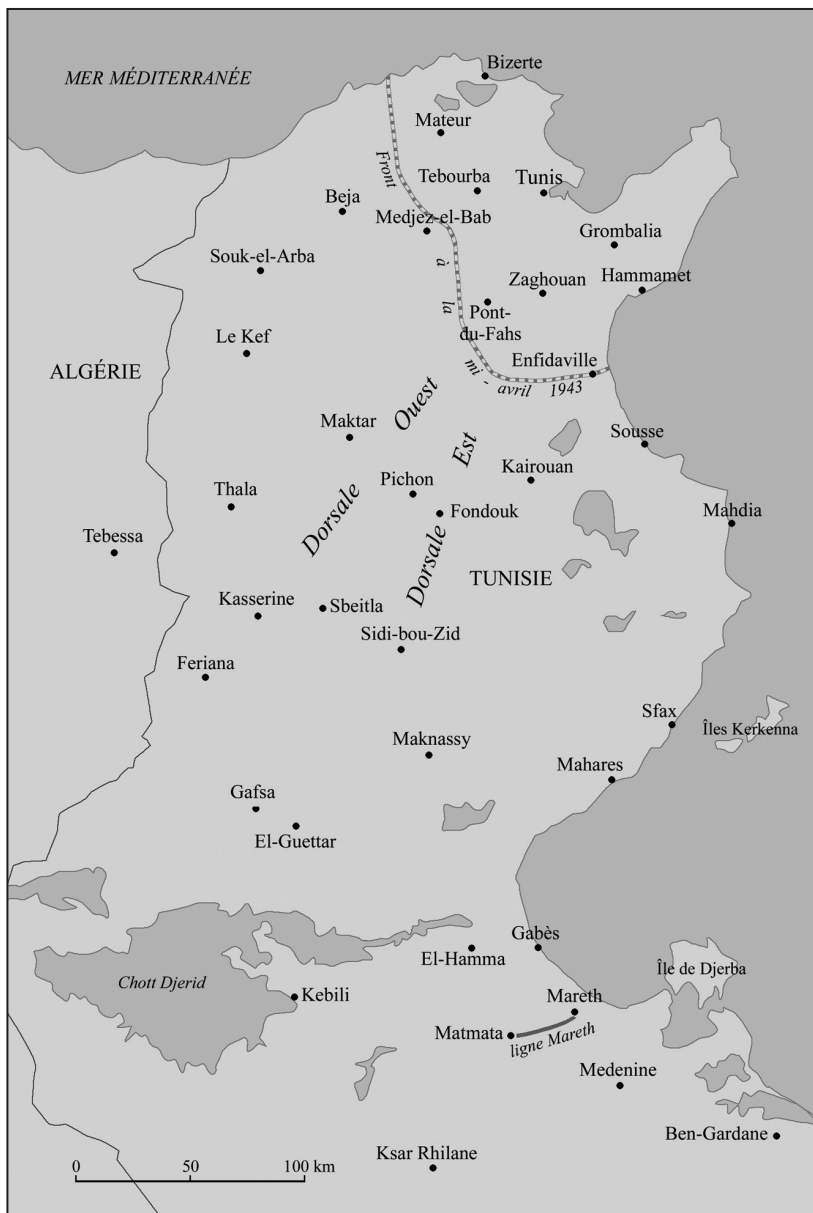 MER MÉDITERRANÉE
Bizerte
Mateur
Front
à
la
mi - avril 1943
Tebourba
Tunis
Beja
Medjez-el-Bab
Grombalia
Souk-el-Arba
Zaghouan
Hammamet
Pont-
du-Fahs
Le Kef
Enfidaville
ALGÉRIE
Dorsale Ouest
Maktar
Dorsale Est
Sousse
Kairouan
Pichon
Thala
Fondouk
Mahdia
Tebessa
TUNISIE
Kasserine
Sbeitla
Sidi-bou-Zid
Feriana
Sfax
Îles Kerkenna
Maknassy
Mahares
Gafsa
El-Guettar
Gabès
El-Hamma
Île de Djerba
Chott Djerid
Kebili
Mareth
Matmata
ligne Mareth
Medenine
Ben-Gardane
Ksar Rhilane
0 50 100 km